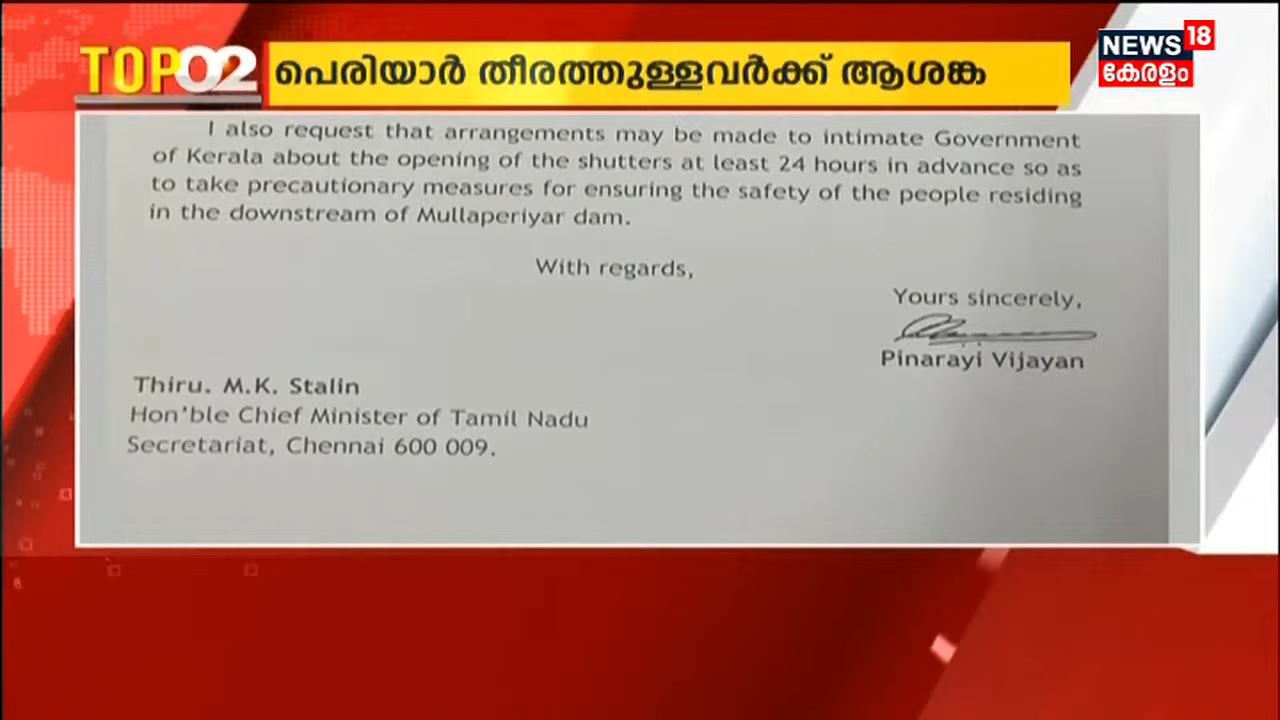 TOP 02
പെരിയാർ തീരത്തുള്ളവർക്ക് ആശങ്ക
NEWS 18
കേരളം
I also request that arrangements may be made to intimate Government
of Kerala about the opening of the shutters at least 24 hours in advance so as
to take precautionary measures for ensuring the safety of the people residing
in the downstream of Mullaperiyar dam.
With regards,
Yours sincerely,
Pinarayi Vijayan
Thiru. M.K. Stalin
Hon'ble Chief Minister of Tamil Nadu
Secretariat, Chennai 600 009.